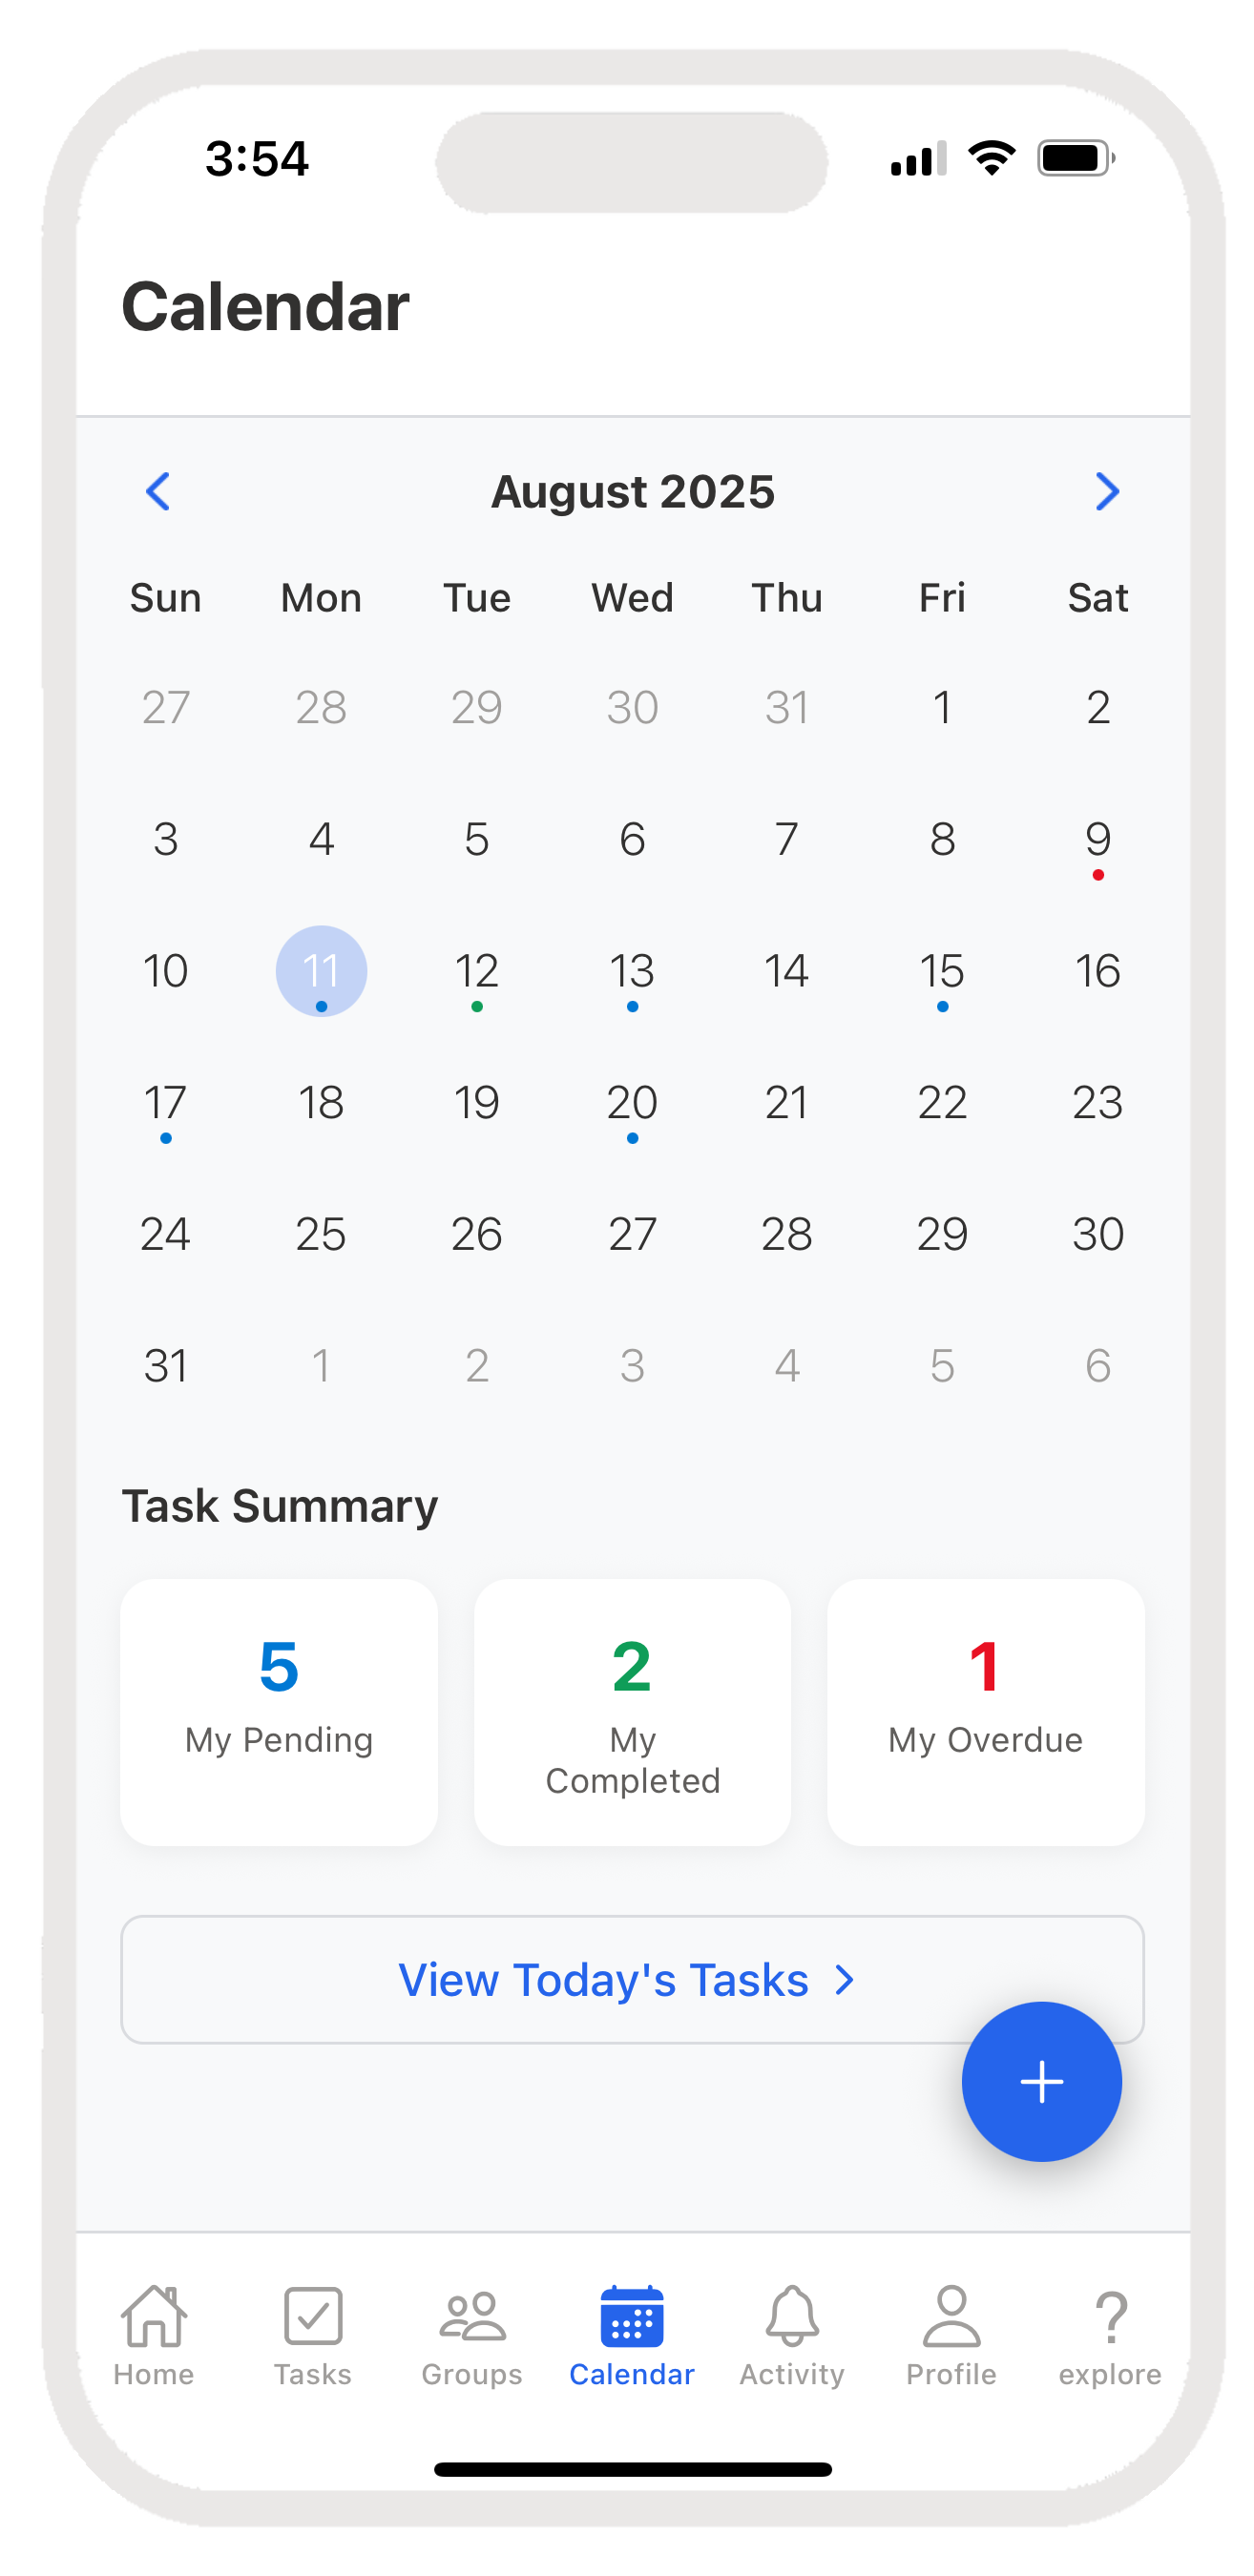 3:54
Calendar
August 2025
Sun Mon Tue Wed Thu Fri Sat
27 28 29 30 31 1 2
3 4 5 6 7 8 9
10 11 12 13 14 15 16
17 18 19 20 21 22 23
24 25 26 27 28 29 30
31 1 2 3 4 5 6
Task Summary
5 2 1
My Pending My My Overdue
Completed
View Today's Tasks
Home Tasks Groups Calendar Activity Profile explore